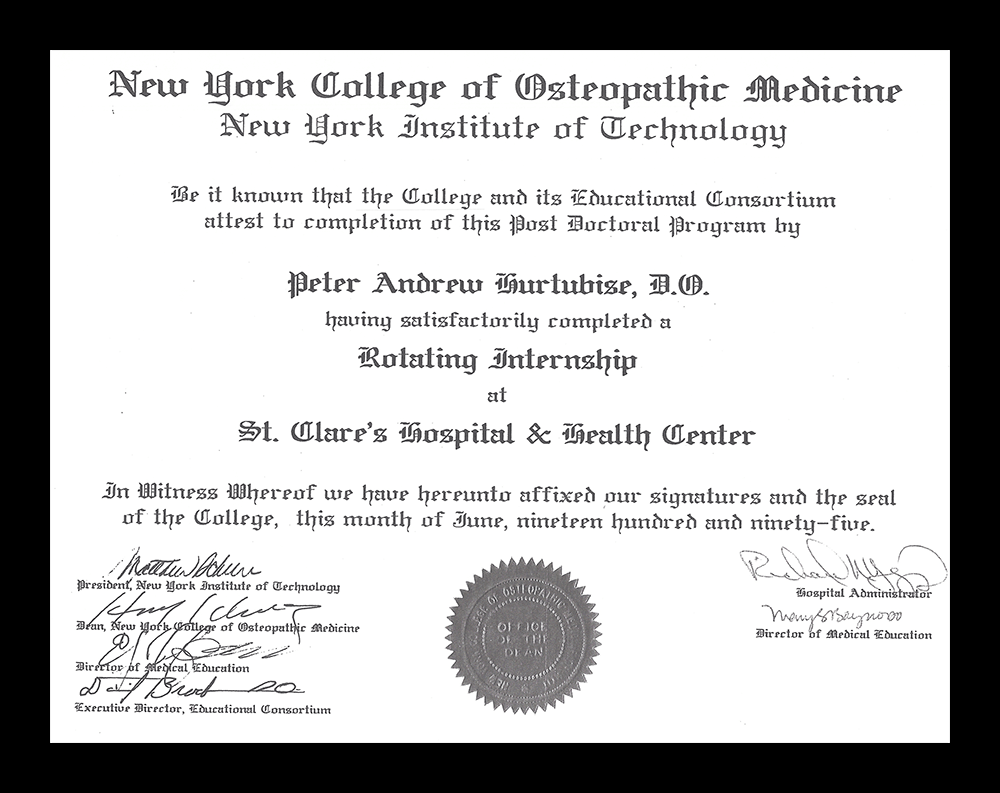 New York College of Osteopathic Medicine
New York Institute of Technology
Be it known that the College and its Educational Consortium
attest to completion of this Post Doctoral Program by
Peter Andrew Hurtubise, D.O.
having satisfactorily completed a
Rotating Internship
at
St. Clare's Hospital & Health Center
In Witness Whereof we have hereunto affixed our signatures and the seal
of the College, this month of June, nineteen hundred and ninety-five.
President, New York Institute of Technology
Dean, New York College of Osteopathic Medicine
Director of Medical Education
David Broder DO
Executive Director, Educational Consortium
OFFICE
OF THE
DEAN
Hospital Administrator
Director of Medical Education